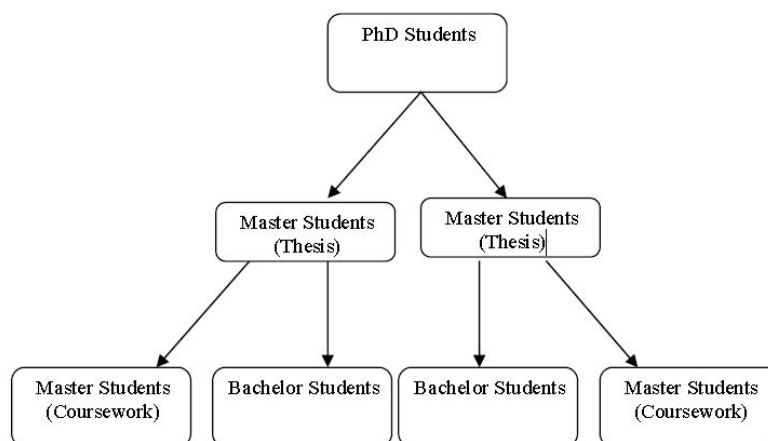 PhD Students
Master Students
(Thesis)
Master Students
(Thesis)
Master Students
(Coursework)
Bachelor Students
Bachelor Students
Master Students
(Coursework)